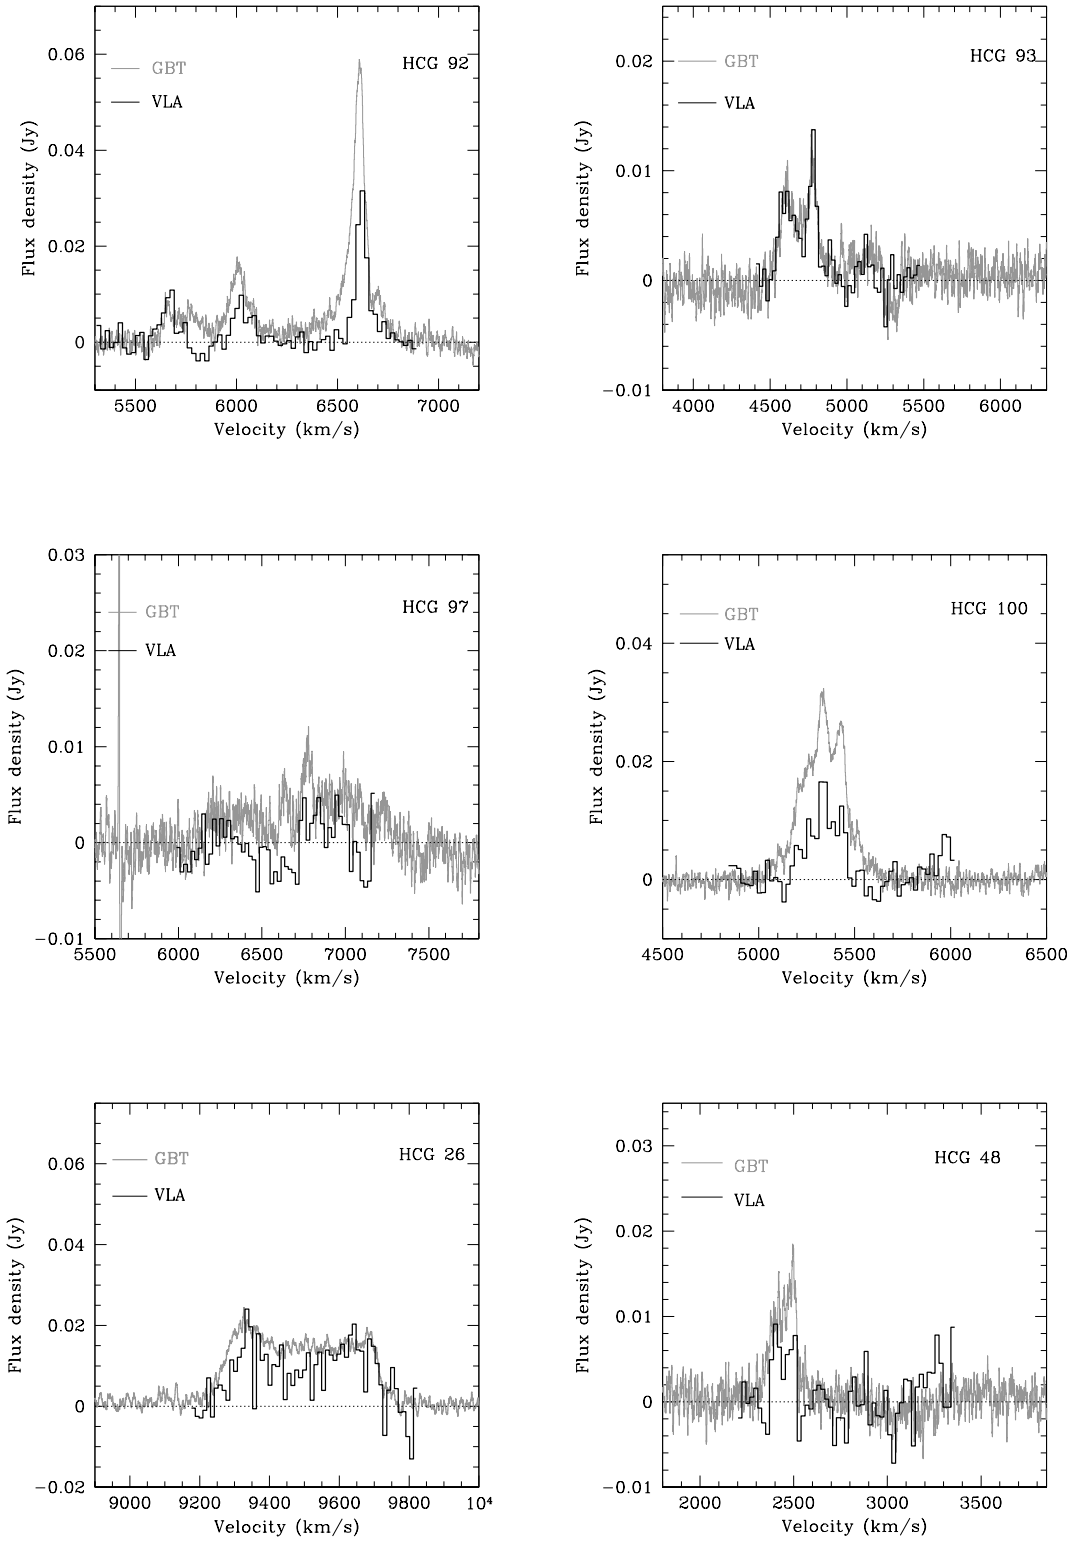 HCG 92
GBT
VLA
0.06
0.04
0.02
0
Flux density (Jy)
5500 6000 6500 7000
Velocity (km/s)
HCG 93
GBT
VLA
0.02
0.01
0
−0.01
Flux density (Jy)
4000 4500 5000 5500 6000
Velocity (km/s)
HCG 97
GBT
VLA
0.03
0.02
0.01
0
−0.01
Flux density (Jy)
5500 6000 6500 7000 7500
Velocity (km/s)
HCG 100
GBT
VLA
0.04
0.02
0
Flux density (Jy)
4500 5000 5500 6000 6500
Velocity (km/s)
HCG 26
GBT
VLA
0.06
0.04
0.02
0
−0.02
Flux density (Jy)
9000 9200 9400 9600 9800 10⁴
Velocity (km/s)
HCG 48
GBT
VLA
0.03
0.02
0.01
0
−0.01
Flux density (Jy)
2000 2500 3000 3500
Velocity (km/s)